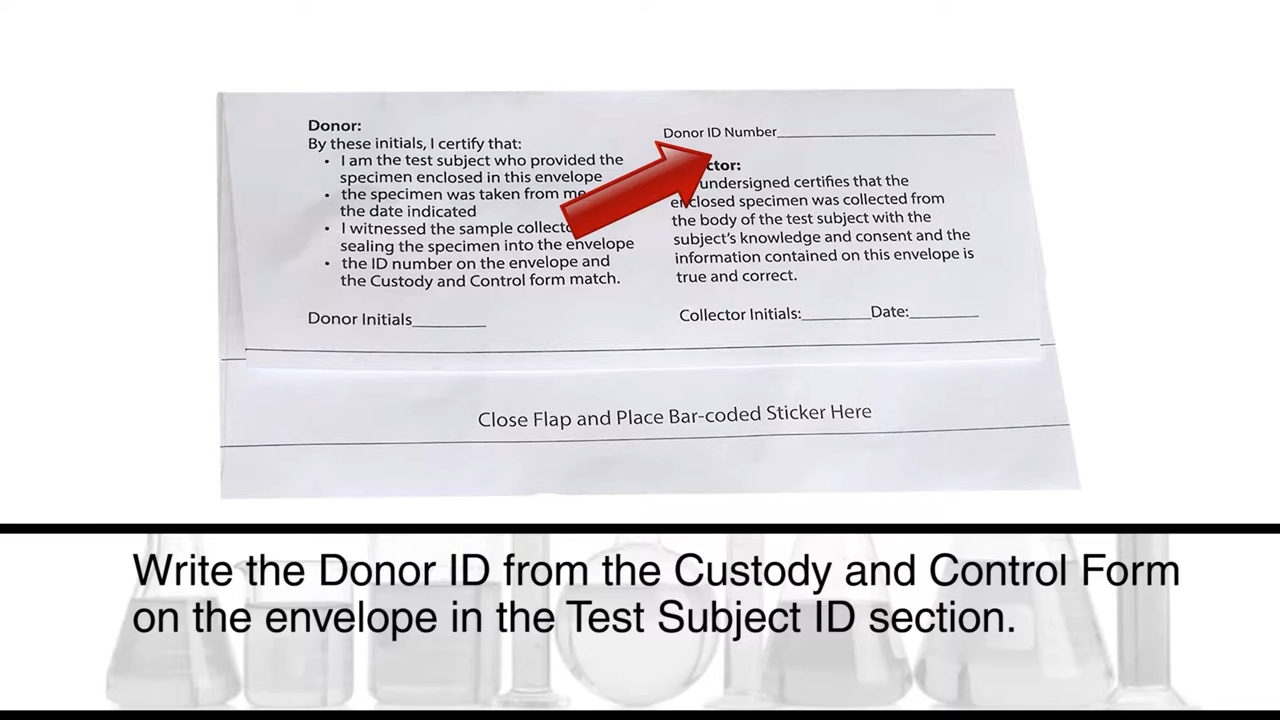 Donor:
By these initials, I certify that:
• I am the test subject who provided the
specimen enclosed in this envelope
• the specimen was taken from me
the date indicated
• I witnessed the sample
sealing the specimen into the envelope
• the ID number on the envelope and
the Custody and Control form match.
Donor Initials________
Donor ID Number______________________________
undersigned certifies that the
enclosed specimen was collected from
the body of the test subject with the
subject's knowledge and consent and the
information contained on this envelope is
true and correct.
Collector Initials:________Date:________
Close Flap and Place Bar-coded Sticker Here
Write the Donor ID from the Custody and Control Form
on the envelope in the Test Subject ID section.